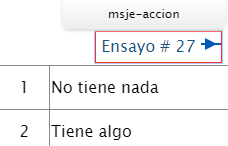 msje-accion
Ensayo # 27
1 No tiene nada
2 Tiene algo